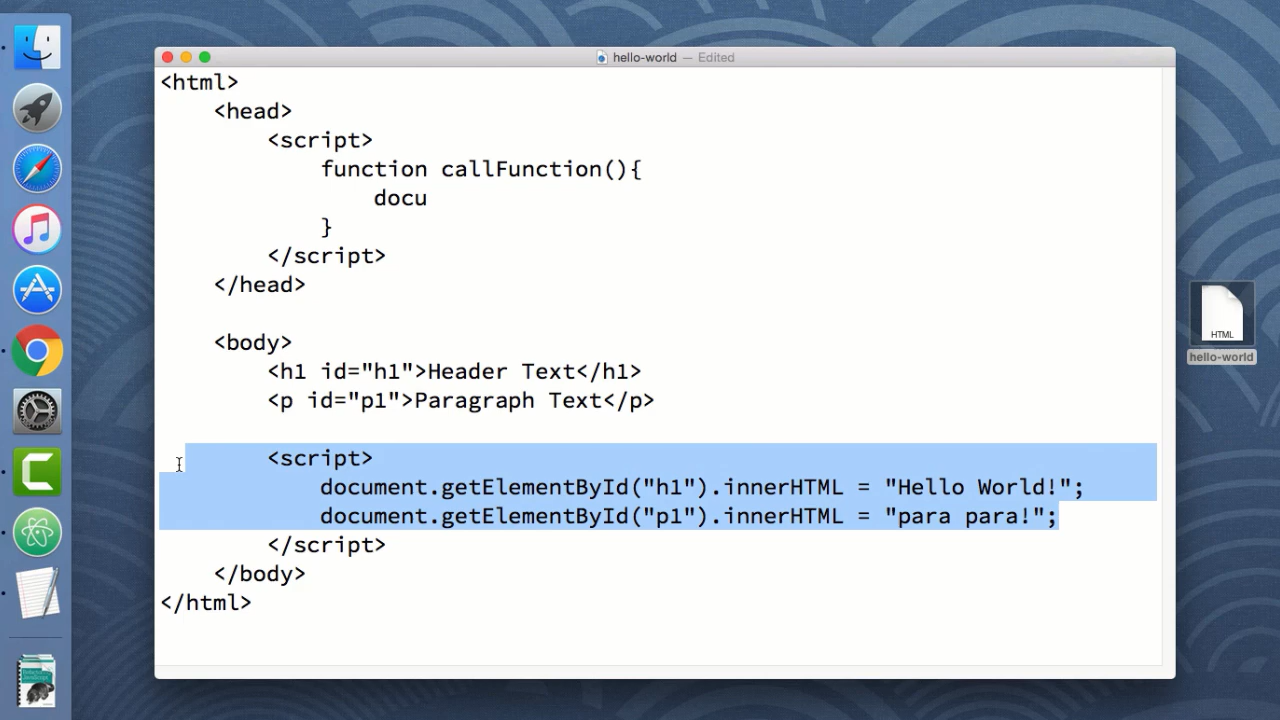 hello-world — Edited
<html>
<head>
<script>
function callFunction(){
docu
}
</script>
</head>
<body>
<h1 id="h1">Header Text</h1>
<p id="p1">Paragraph Text</p>
<script>
document.getElementById("h1").innerHTML = "Hello World!";
document.getElementById("p1").innerHTML = "para para!";
</script>
</body>
</html>
HTML
hello-world